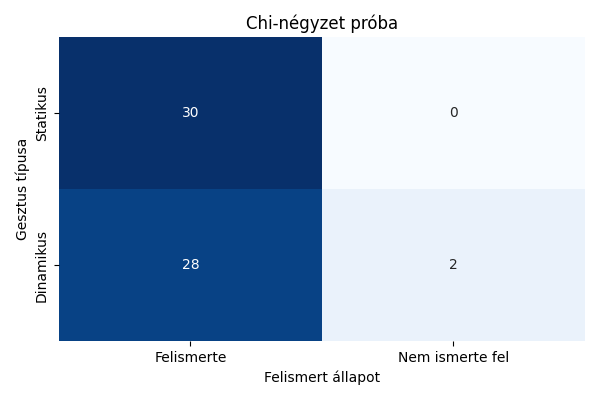 Chi-négyzet próba
Gesztus típusa
Statikus
30
0
Dinamikus
28
2
Felismerte
Nem ismerte fel
Felismert állapot